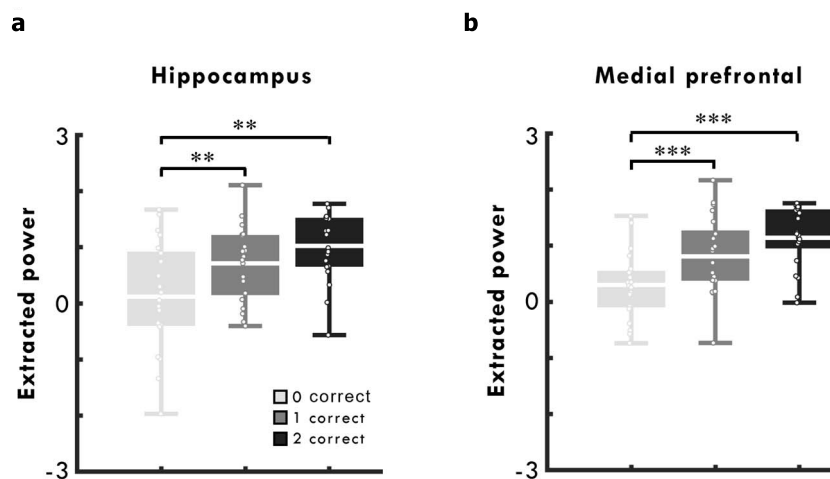 a
Hippocampus
**
**
3
0
-3
Extracted power
0 correct
1 correct
2 correct
b
Medial prefrontal
***
***
3
0
-3
Extracted power